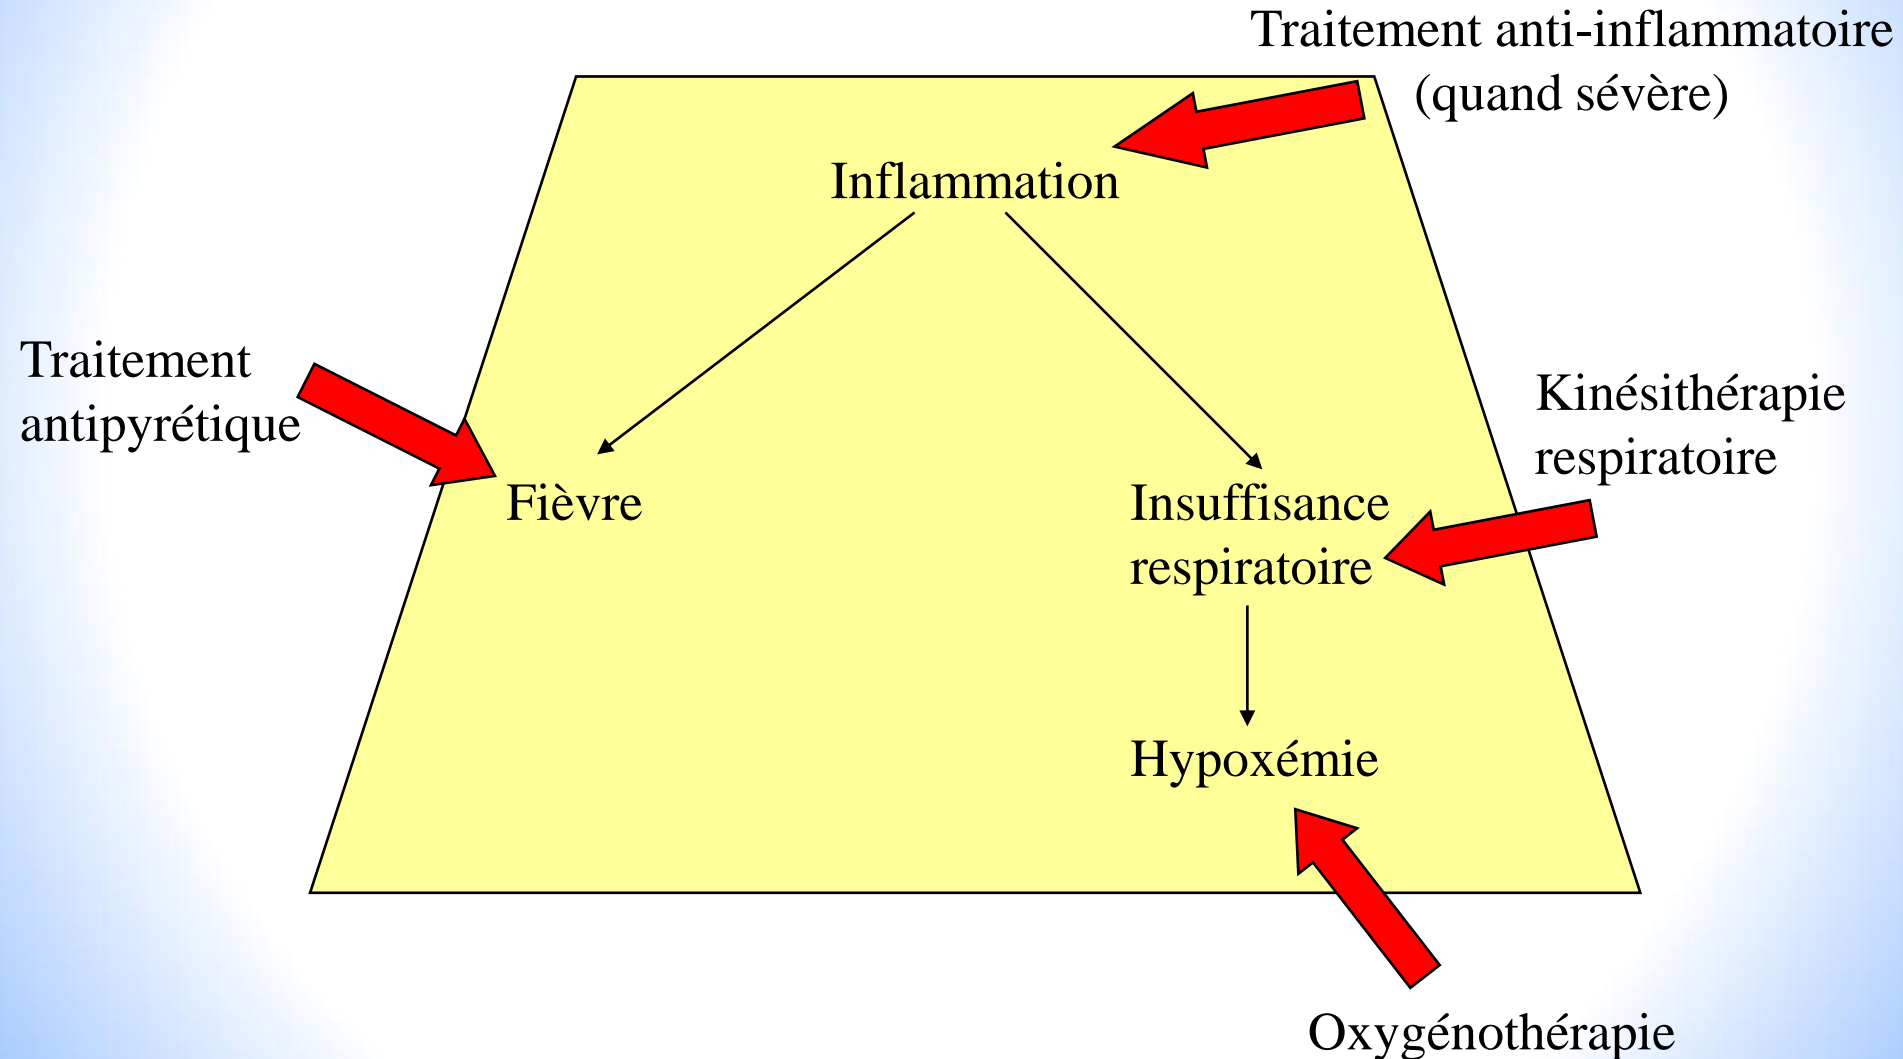 Traitement anti-inflammatoire
(quand sévère)
Inflammation
Traitement
antipyrétique
Kinésithérapie
respiratoire
Fièvre
Insuffisance
respiratoire
Hypoxémie
Oxygénothérapie